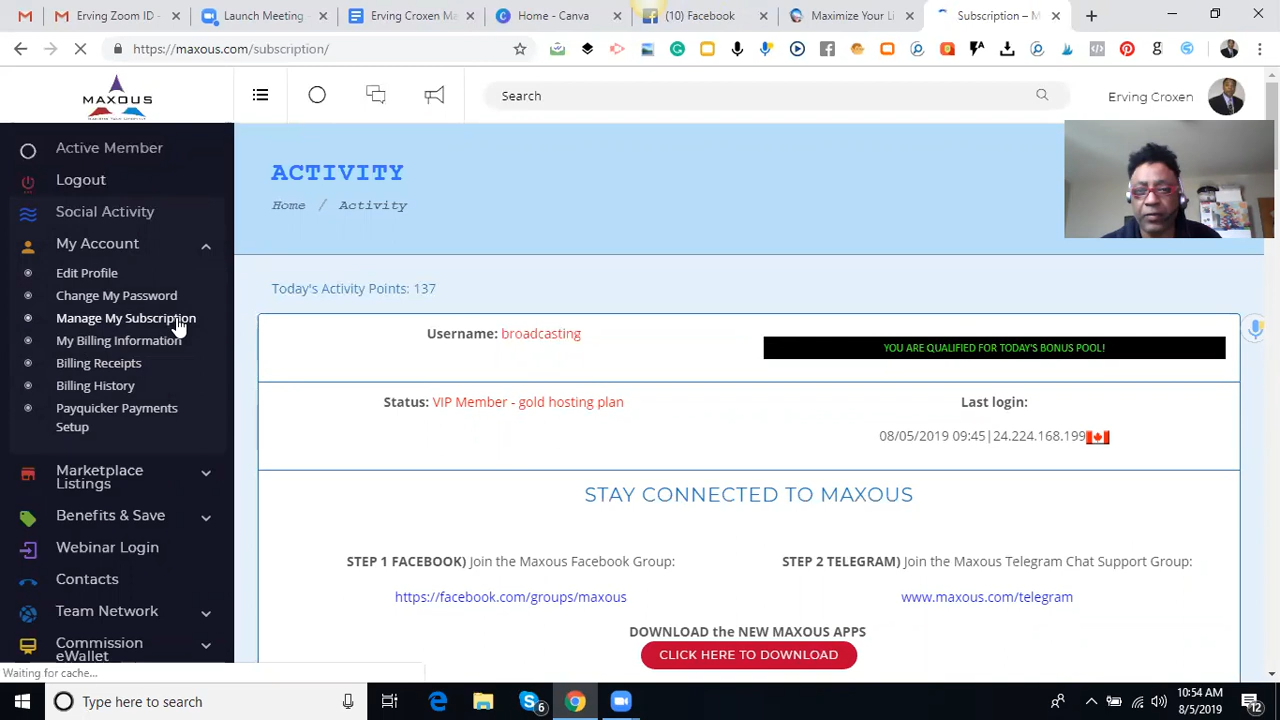 Erving Zoom ID -
Launch Meeting -
Erving Croxen Ma
Home - Canva
(10) Facebook
Maximize Your Li
Subscription – M
https://maxous.com/subscription/
MAXOUS
Search
Erving Croxen
Active Member
Logout
Social Activity
My Account
Edit Profile
Change My Password
Manage My Subscription
My Billing Information
Billing Receipts
Billing History
Payquicker Payments
Setup
Marketplace
Listings
Benefits & Save
Webinar Login
Contacts
Team Network
Commission
eWallet
Waiting for cache...
ACTIVITY
Home / Activity
Today's Activity Points: 137
Username: broadcasting
YOU ARE QUALIFIED FOR TODAY'S BONUS POOL!
Status: VIP Member - gold hosting plan
Last login:
08/05/2019 09:45|24.224.168.199
STAY CONNECTED TO MAXOUS
STEP 1 FACEBOOK) Join the Maxous Facebook Group:
https://facebook.com/groups/maxous
STEP 2 TELEGRAM) Join the Maxous Telegram Chat Support Group:
www.maxous.com/telegram
DOWNLOAD the NEW MAXOUS APPS
CLICK HERE TO DOWNLOAD
Type here to search
6
10:54 AM
8/5/2019
12